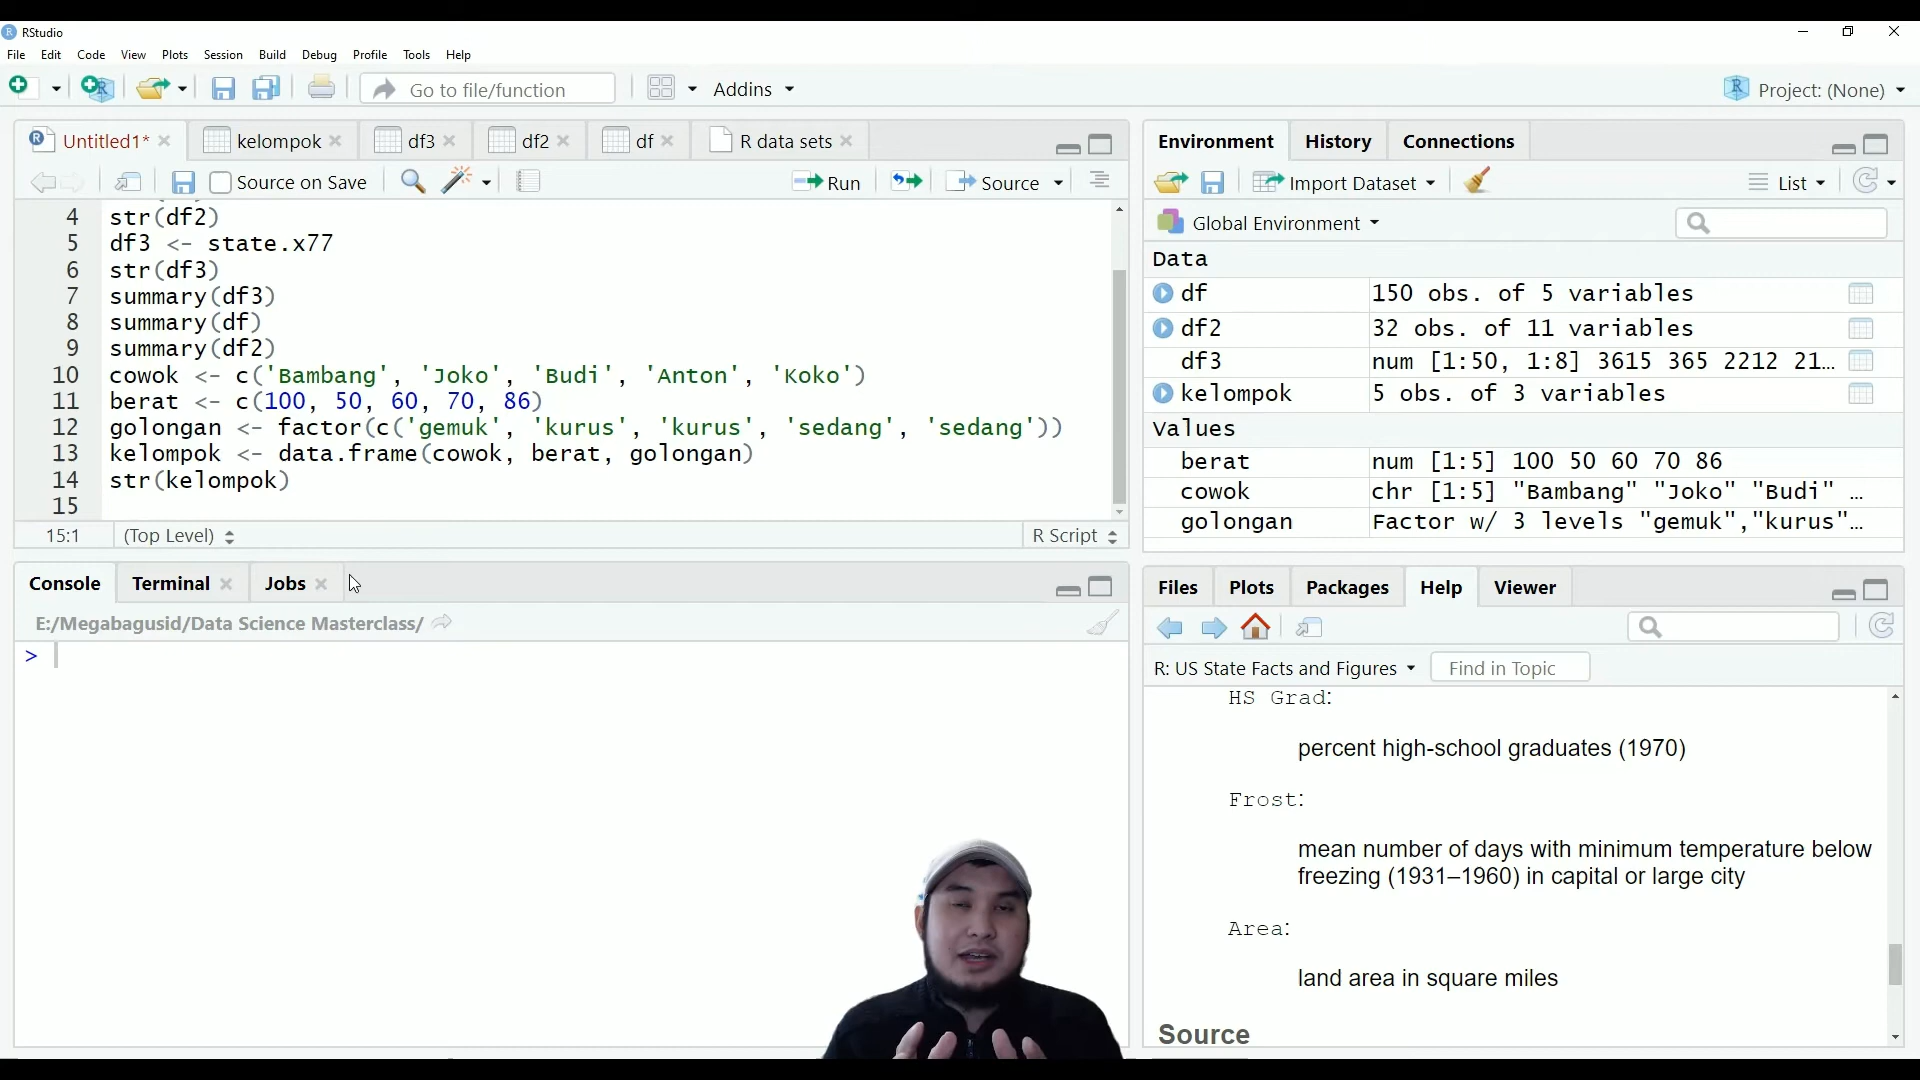 RStudio
File Edit Code View Plots Session Build Debug Profile Tools Help
Go to file/function Addins Project: (None)
Untitled1* kelompok df3 df2 df R data sets
Source on Save Run Source
4 str(df2)
5 df3 <- state.x77
6 str(df3)
7 summary(df3)
8 summary(df)
9 summary(df2)
10 cowok <- c('Bambang', 'Joko', 'Budi', 'Anton', 'Koko')
11 berat <- c(100, 50, 60, 70, 86)
12 golongan <- factor(c('gemuk', 'kurus', 'kurus', 'sedang', 'sedang'))
13 kelompok <- data.frame(cowok, berat, golongan)
14 str(kelompok)
15
15:1 (Top Level) R Script
Console Terminal Jobs
E:/Megabagusid/Data Science Masterclass/
>
Environment History Connections
Import Dataset List
Global Environment
Data
df 150 obs. of 5 variables
df2 32 obs. of 11 variables
df3 num [1:50, 1:8] 3615 365 2212 21...
kelompok 5 obs. of 3 variables
Values
berat num [1:5] 100 50 60 70 86
cowok chr [1:5] "Bambang" "Joko" "Budi" ...
golongan Factor w/ 3 levels "gemuk","kurus"...
Files Plots Packages Help Viewer
R: US State Facts and Figures Find in Topic
HS Grad:
percent high-school graduates (1970)
Frost:
mean number of days with minimum temperature below
freezing (1931–1960) in capital or large city
Area:
land area in square miles
Source